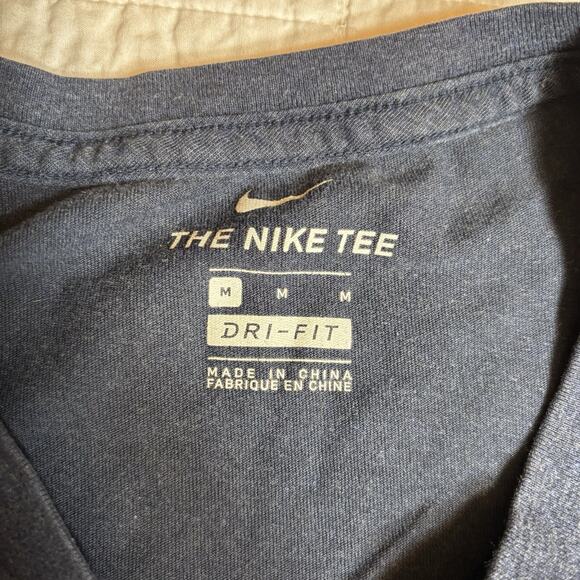 THE NIKE TEE
M M M
DRI-FIT
MADE IN CHINA
FABRIQUE EN CHINE